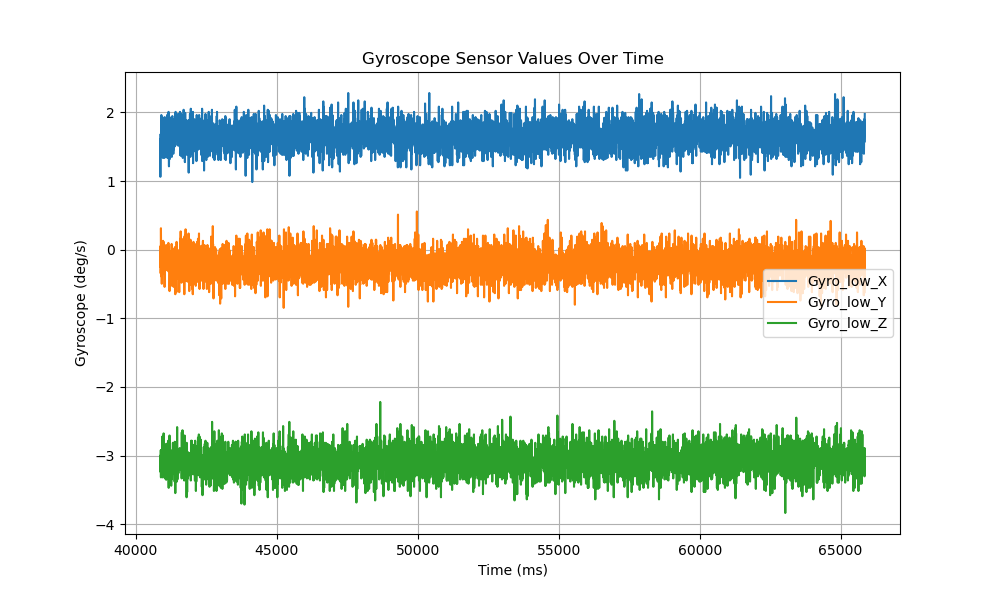 Gyroscope Sensor Values Over Time
Gyroscope (deg/s)
2
1
0
−1
−2
−3
−4
Gyro_low_X
Gyro_low_Y
Gyro_low_Z
40000 45000 50000 55000 60000 65000
Time (ms)